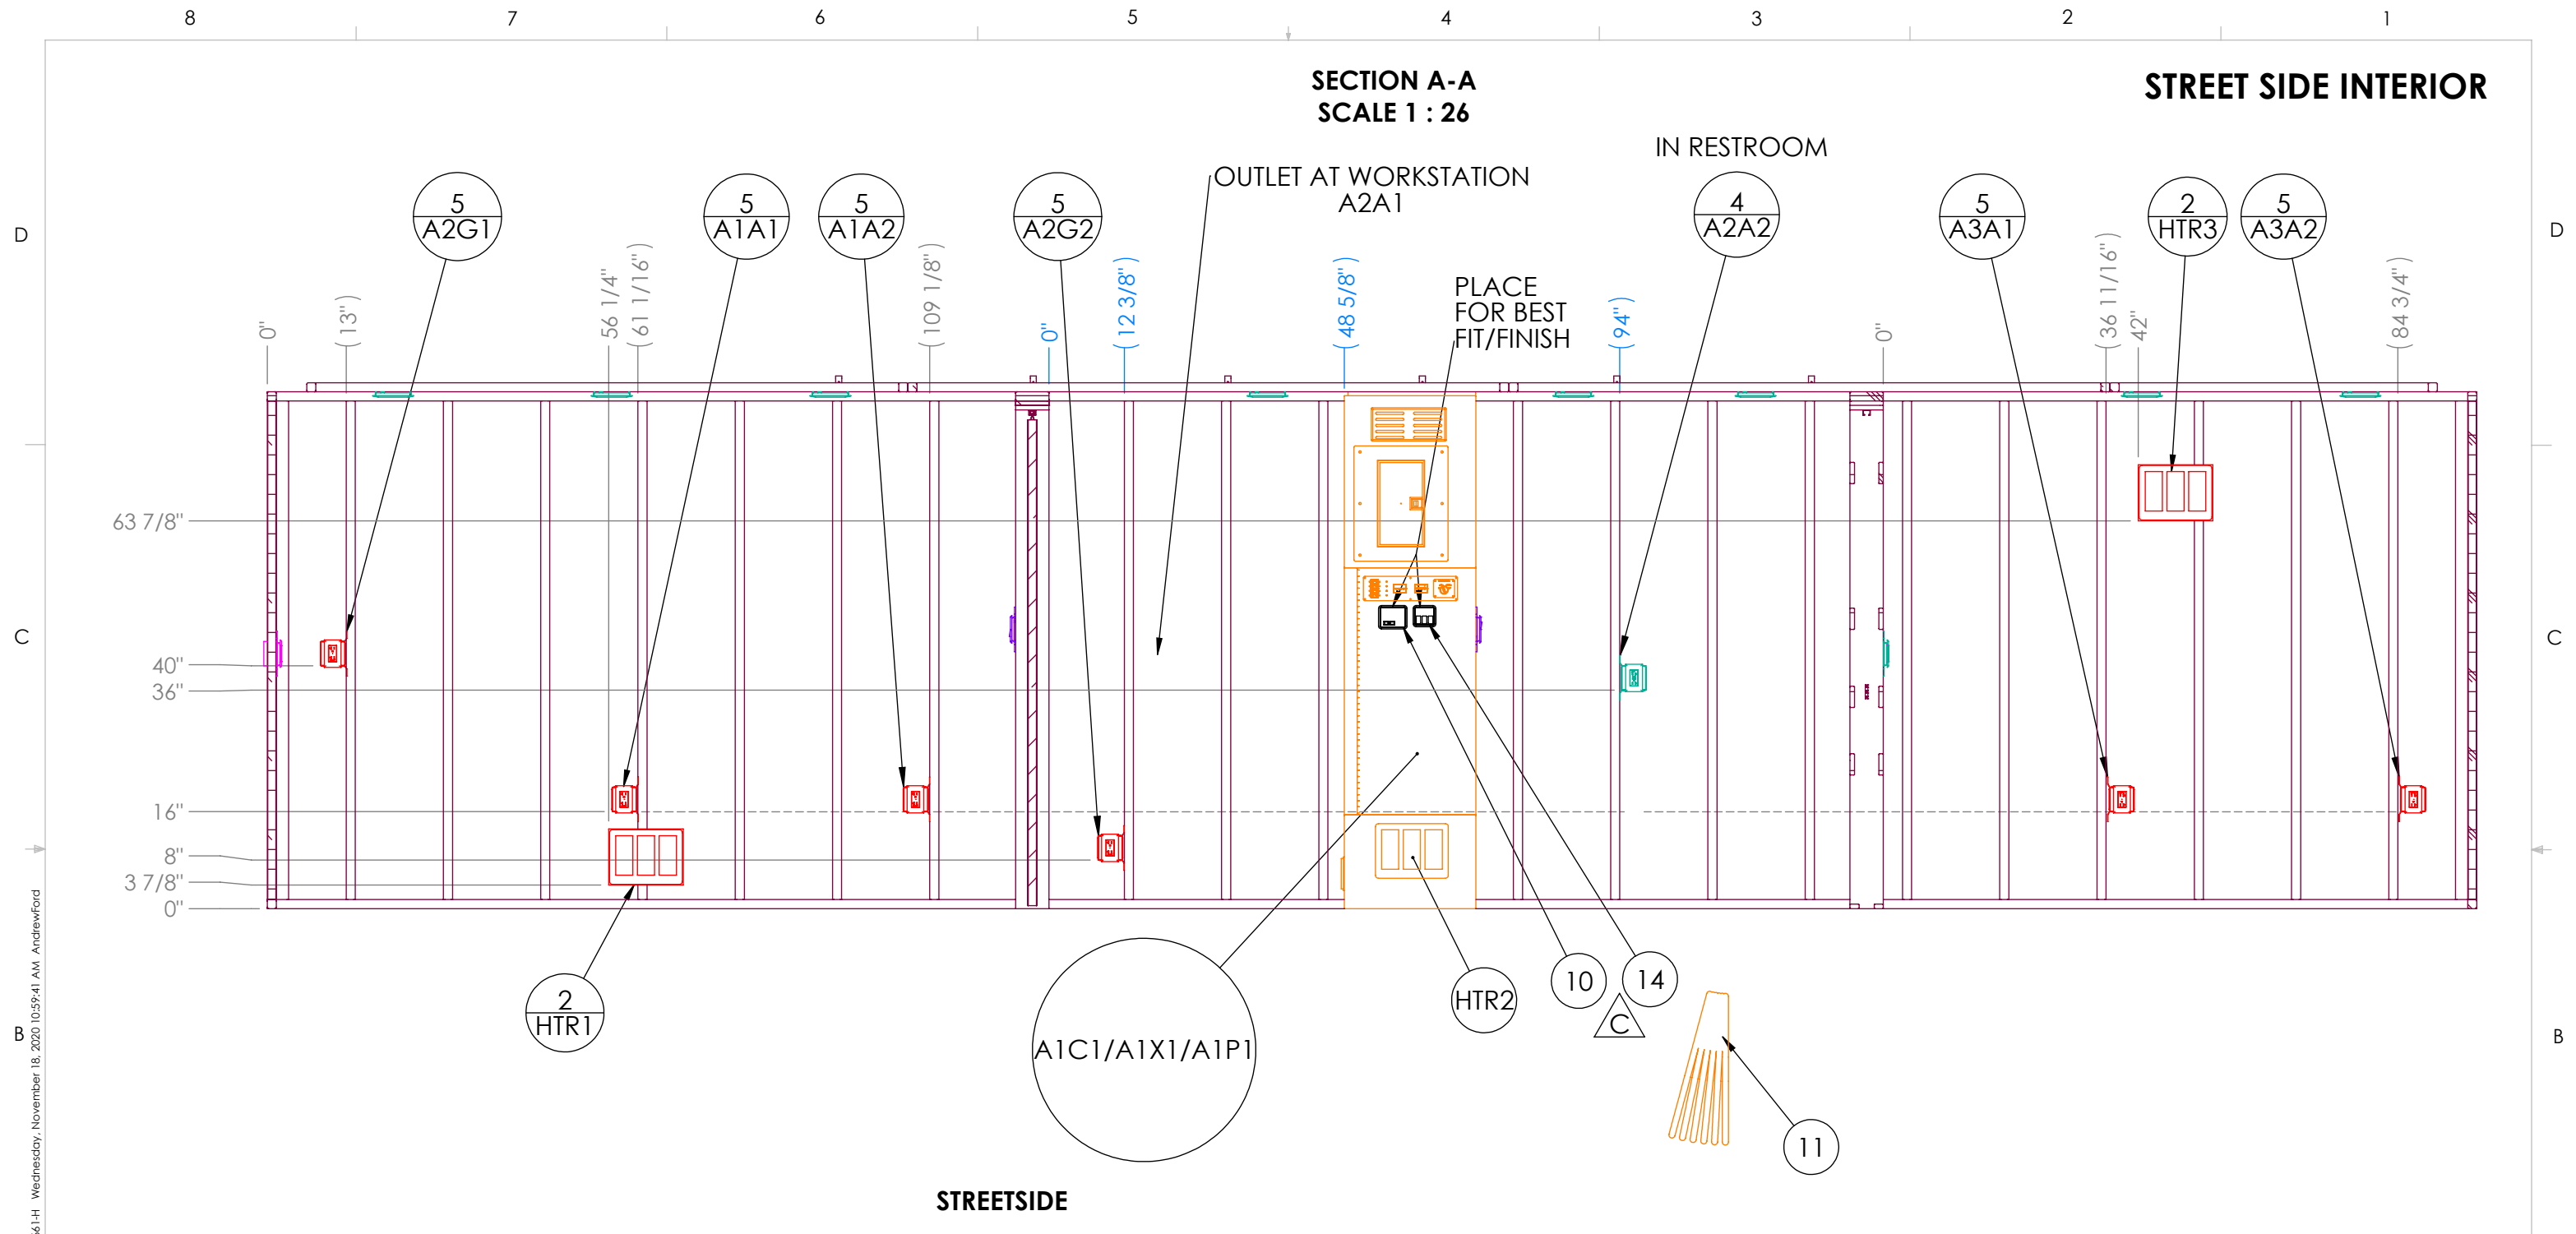 8 7 6 5 4 3 2 1
SECTION A-A
SCALE 1 : 26
STREET SIDE INTERIOR
IN RESTROOM
OUTLET AT WORKSTATION
A2A1
5
A2G1
5
A1A1
5
A1A2
5
A2G2
4
A2A2
5
A3A1
2
HTR3
5
A3A2
D
D
PLACE
FOR BEST
FIT/FINISH
0"
(13")
56 1/4"
(61 1/16")
(109 1/8")
0"
(12 3/8")
(48 5/8")
(94")
0"
(36 11/16")
42"
(84 3/4")
63 7/8"
C
C
40"
36"
16"
8"
3 7/8"
0"
2
HTR1
A1C1/A1X1/A1P1
HTR2
10
14
C
11
B
B
STREETSIDE
61-H Wednesday, November 18, 2020 10:59:41 AM AndrewFord